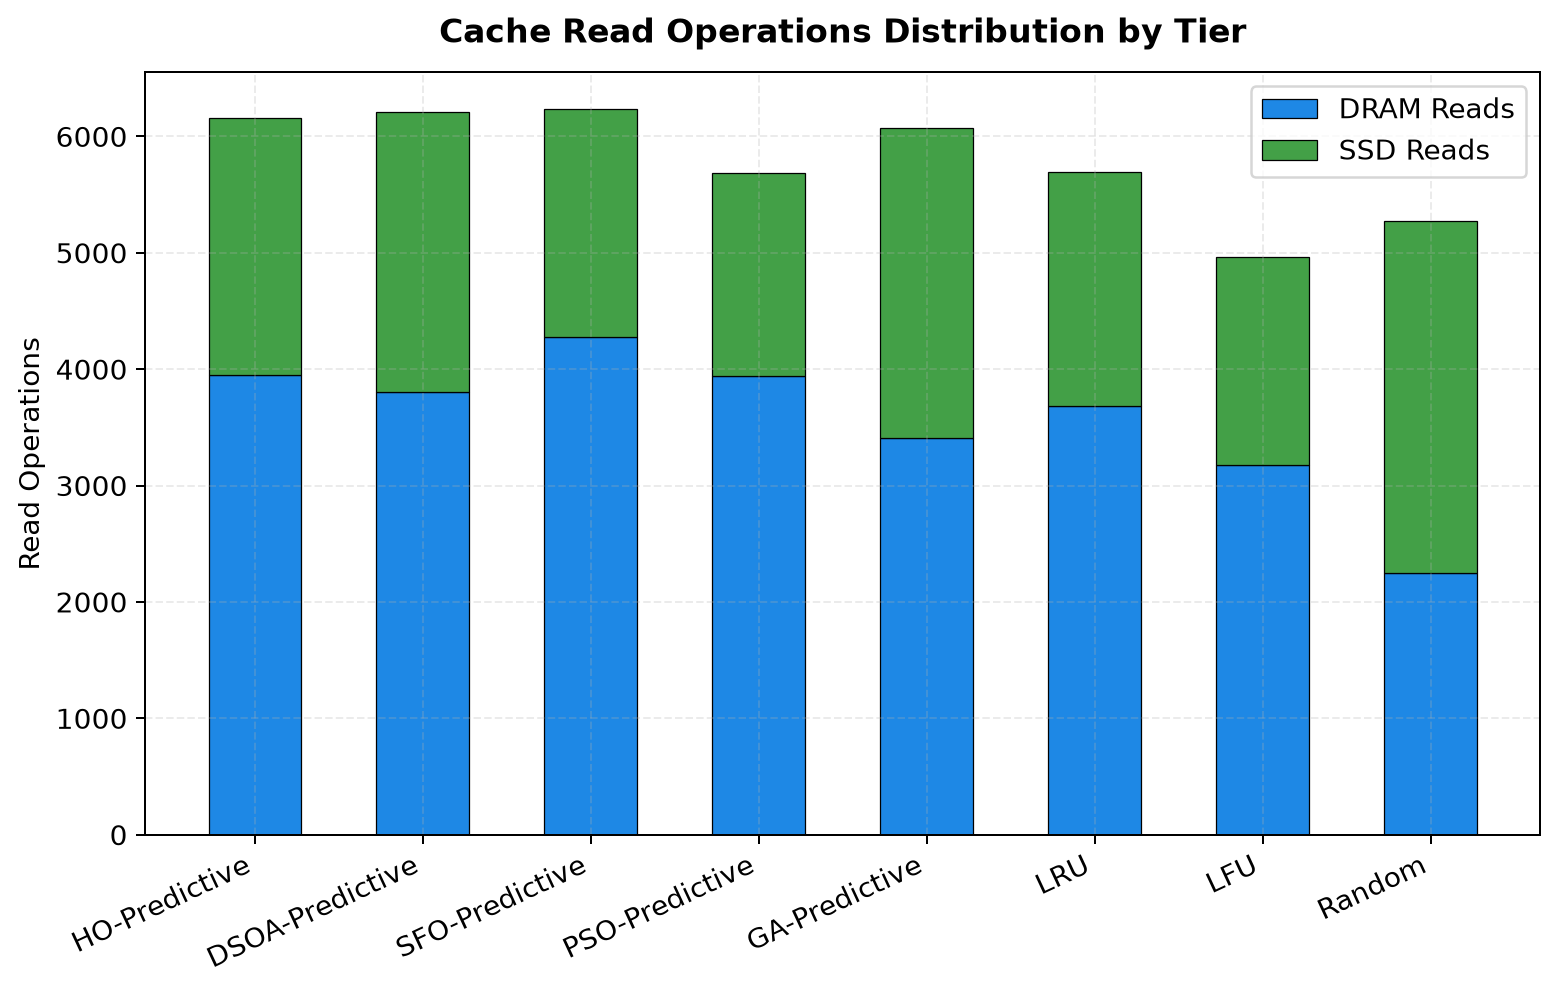 Cache Read Operations Distribution by Tier
DRAM Reads
SSD Reads
Read Operations
6000
5000
4000
3000
2000
1000
0
HO-Predictive
DSOA-Predictive
SFO-Predictive
PSO-Predictive
GA-Predictive
LRU
LFU
Random